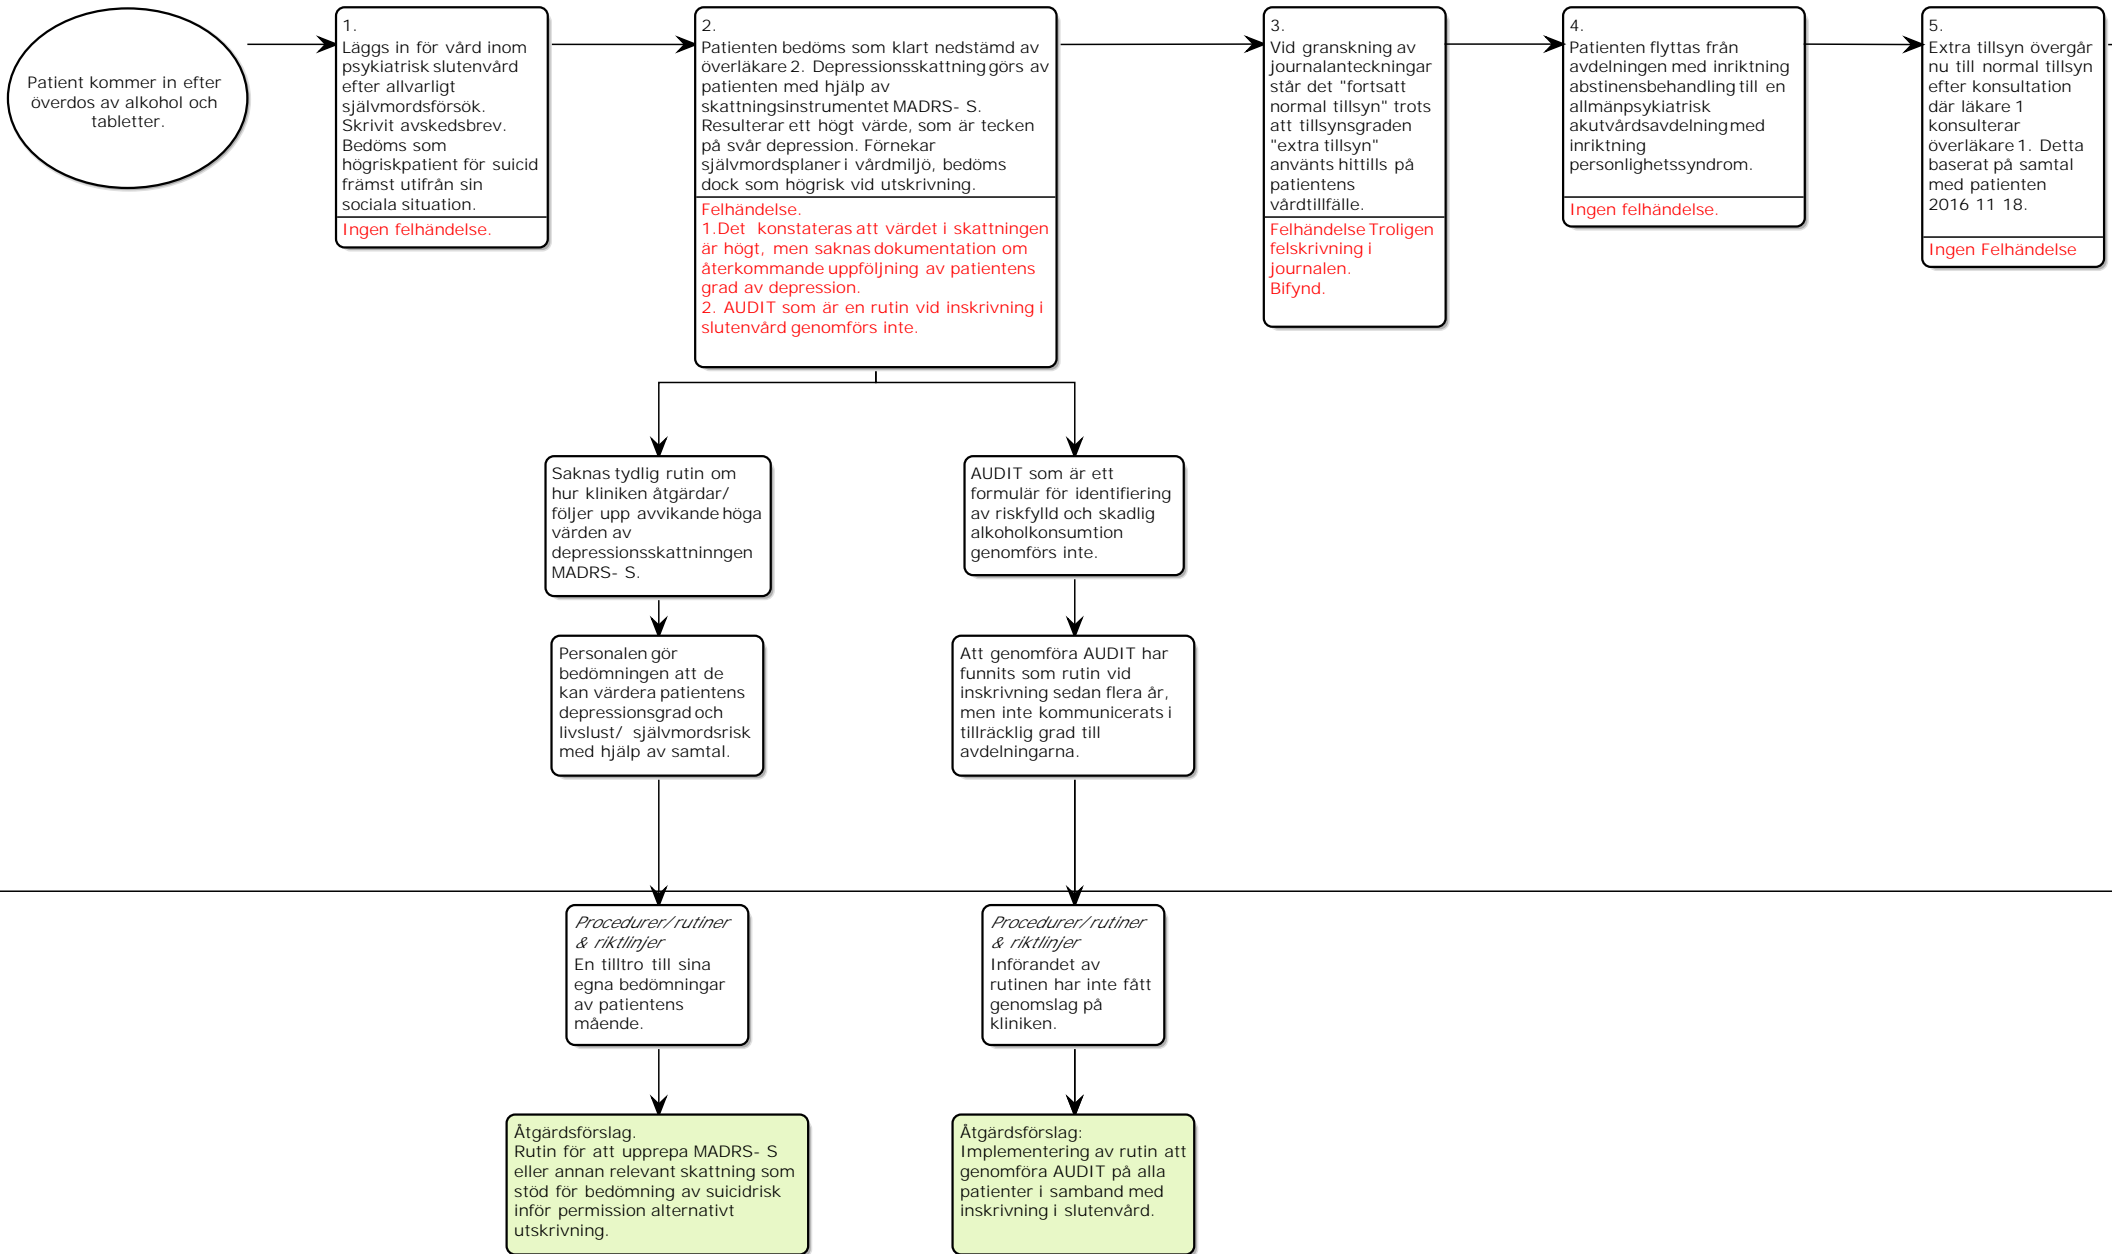 Patient kommer in efter
överdos av alkohol och
tabletter.
1.
Läggs in för vård inom
psykiatrisk slutenvård
efter allvarligt
självmordsförsök.
Skrivit avskedsbrev.
Bedöms som
högriskpatient för suicid
främst utifrån sin
sociala situation.
Ingen felhändelse.
2.
Patienten bedöms som klart nedstämd av
överläkare 2. Depressionsskattning görs av
patienten med hjälp av
skattningsinstrumentet MADRS- S.
Resulterar ett högt värde, som är tecken
på svår depression. Förnekar
självmordsplaner i vårdmiljö, bedöms
dock som högrisk vid utskrivning.
Felhändelse.
1.Det konstateras att värdet i skattningen
är högt, men saknas dokumentation om
återkommande uppföljning av patientens
grad av depression.
2. AUDIT som är en rutin vid inskrivning i
slutenvård genomförs inte.
3.
Vid granskning av
journalanteckningar
står det "fortsatt
normal tillsyn" trots
att tillsynsgraden
"extra tillsyn"
använts hittills på
patientens
vårdtillfälle.
Felhändelse Troligen
felskrivning i
journalen.
Bifynd.
4.
Patienten flyttas från
avdelningen med inriktning
abstinensbehandling till en
allmänpsykiatrisk
akutvårdsavdelning med
inriktning
personlighetssyndrom.
Ingen felhändelse.
5.
Extra tillsyn övergår
nu till normal tillsyn
efter konsultation
där läkare 1
konsulterar
överläkare 1. Detta
baserat på samtal
med patienten
2016 11 18.
Ingen Felhändelse
Saknas tydlig rutin om
hur kliniken åtgärdar/
följer upp avvikande höga
värden av
depressionsskattninngen
MADRS- S.
AUDIT som är ett
formulär för identifiering
av riskfylld och skadlig
alkoholkonsumtion
genomförs inte.
Personalen gör
bedömningen att de
kan värdera patientens
depressionsgrad och
livslust/ självmordsrisk
med hjälp av samtal.
Att genomföra AUDIT har
funnits som rutin vid
inskrivning sedan flera år,
men inte kommunicerats i
tillräcklig grad till
avdelningarna.
Procedurer/rutiner
& riktlinjer
En tilltro till sina
egna bedömningar
av patientens
mående.
Procedurer/rutiner
& riktlinjer
Införandet av
rutinen har inte fått
genomslag på
kliniken.
Åtgärdsförslag.
Rutin för att upprepa MADRS- S
eller annan relevant skattning som
stöd för bedömning av suicidrisk
inför permission alternativt
utskrivning.
Åtgärdsförslag:
Implementering av rutin att
genomföra AUDIT på alla
patienter i samband med
inskrivning i slutenvård.